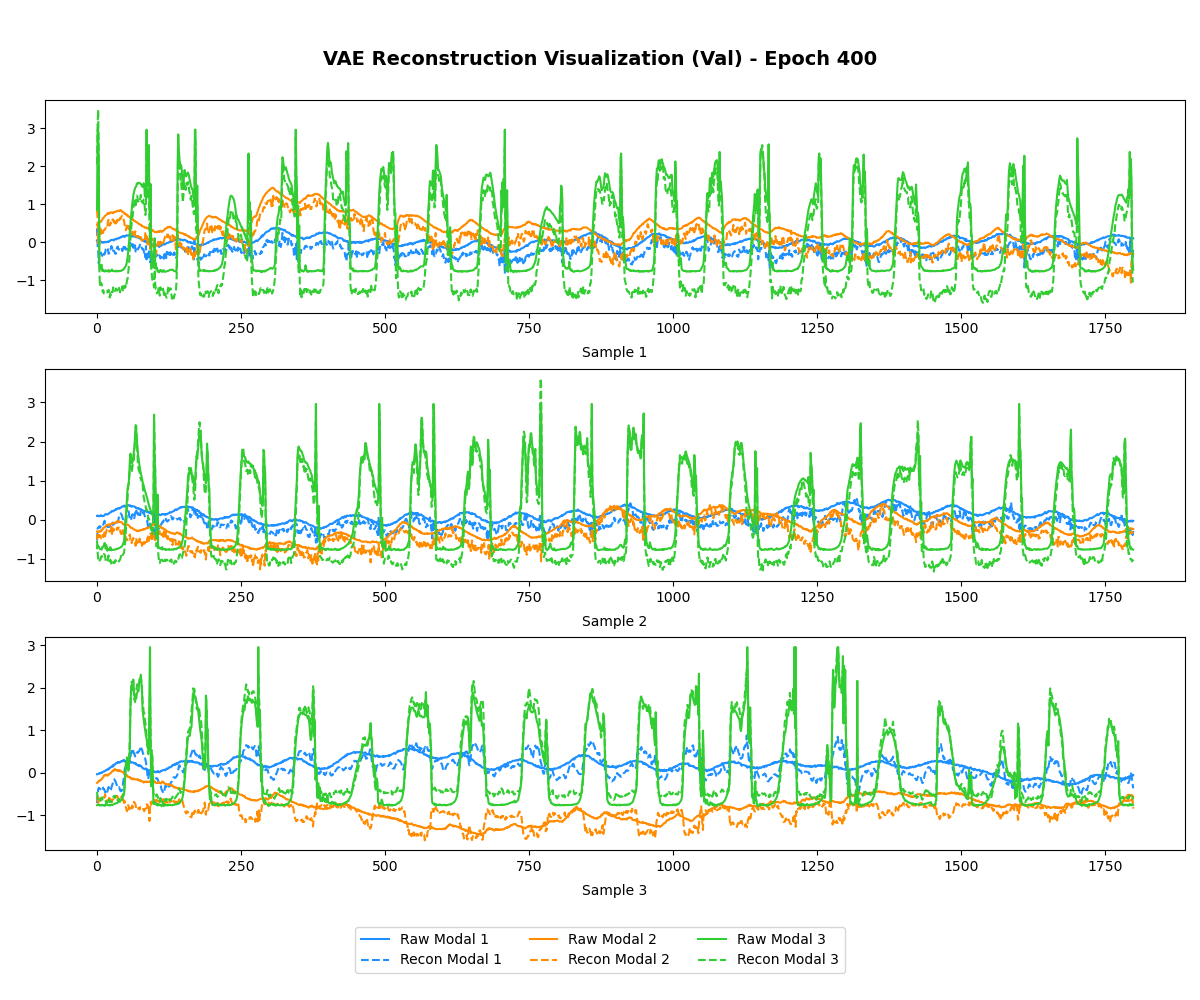 VAE Reconstruction Visualization (Val) - Epoch 400
3
2
1
0
−1
0 250 500 750 1000 1250 1500 1750
Sample 1
3
2
1
0
−1
0 250 500 750 1000 1250 1500 1750
Sample 2
3
2
1
0
−1
0 250 500 750 1000 1250 1500 1750
Sample 3
Raw Modal 1 Raw Modal 2 Raw Modal 3
Recon Modal 1 Recon Modal 2 Recon Modal 3